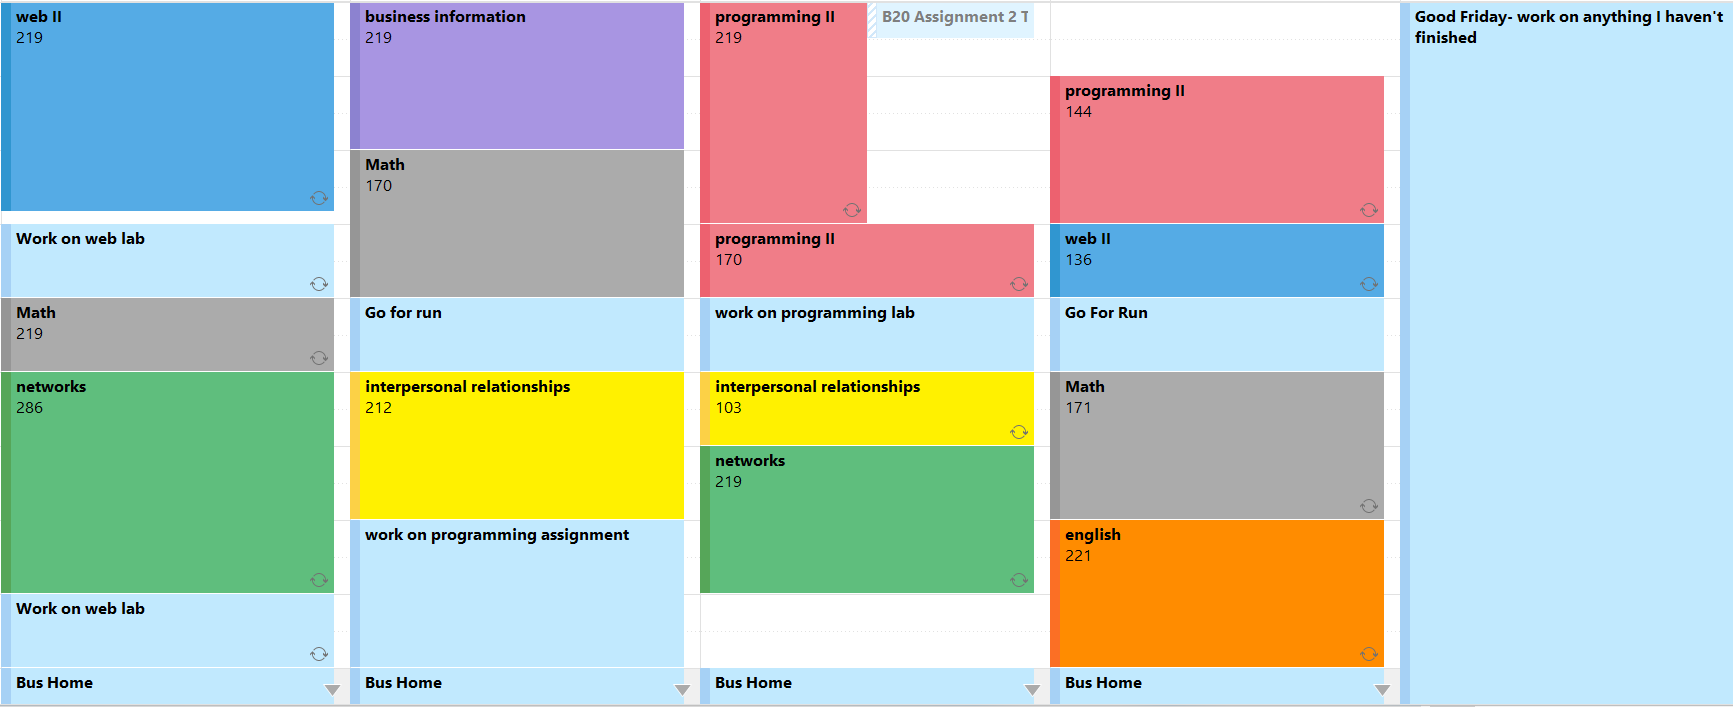 web II
219
Work on web lab
Math
219
networks
286
Work on web lab
Bus Home
business information
219
Math
170
Go for run
interpersonal relationships
212
work on programming assignment
Bus Home
programming II
219
B20 Assignment 2 T
programming II
170
work on programming lab
interpersonal relationships
103
networks
219
Bus Home
programming II
144
web II
136
Go For Run
Math
171
english
221
Bus Home
Good Friday- work on anything I haven't
finished